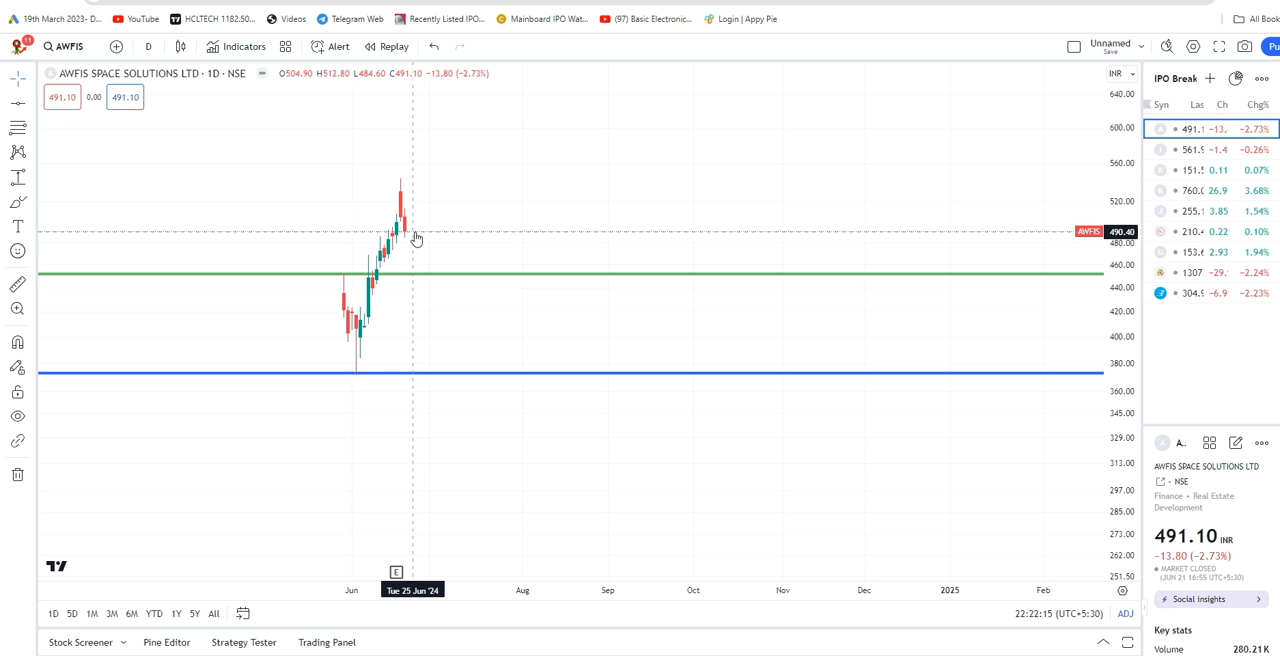 19th March 2023- D... YouTube HCLTECH 1182.50... Videos Telegram Web Recently Listed IPO... Mainboard IPO Wat... (97) Basic Electronic... Login | Appy Pie All Book
11
AWFIS D Indicators Alert Replay Unnamed
Save
Pu
AWFIS SPACE SOLUTIONS LTD · 1D · NSE O504.90 H512.80 L484.60 C491.10 −13.80 (−2.73%)
INR
491.10 0.00 491.10
640.00
600.00
560.00
520.00
AWFIS 490.40
480.00
460.00
440.00
420.00
400.00
380.00
360.00
345.00
329.00
313.00
297.00
285.00
273.00
262.00
251.50
E
Jun Tue 25 Jun '24 Aug Sep Oct Nov Dec 2025 Feb
1D 5D 1M 3M 6M YTD 1Y 5Y All 22:22:15 (UTC+5:30) ADJ
Stock Screener Pine Editor Strategy Tester Trading Panel
IPO Break
Syn Las Ch Chg%
A 491.1 −13. −2.73%
J 561.9 −1.4 −0.26%
K 151.5 0.11 0.07%
K 760.0 26.9 3.68%
J 255.1 3.85 1.54%
210.4 0.22 0.10%
G 153.6 2.93 1.94%
1307 −29. −2.24%
304.9 −6.9 −2.23%
A A..
AWFIS SPACE SOLUTIONS LTD
• NSE
Finance • Real Estate
Development
491.10 INR
−13.80 (−2.73%)
MARKET CLOSED
(JUN 21 16:55 UTC+5:30)
Social insights
Key stats
Volume 280.21K